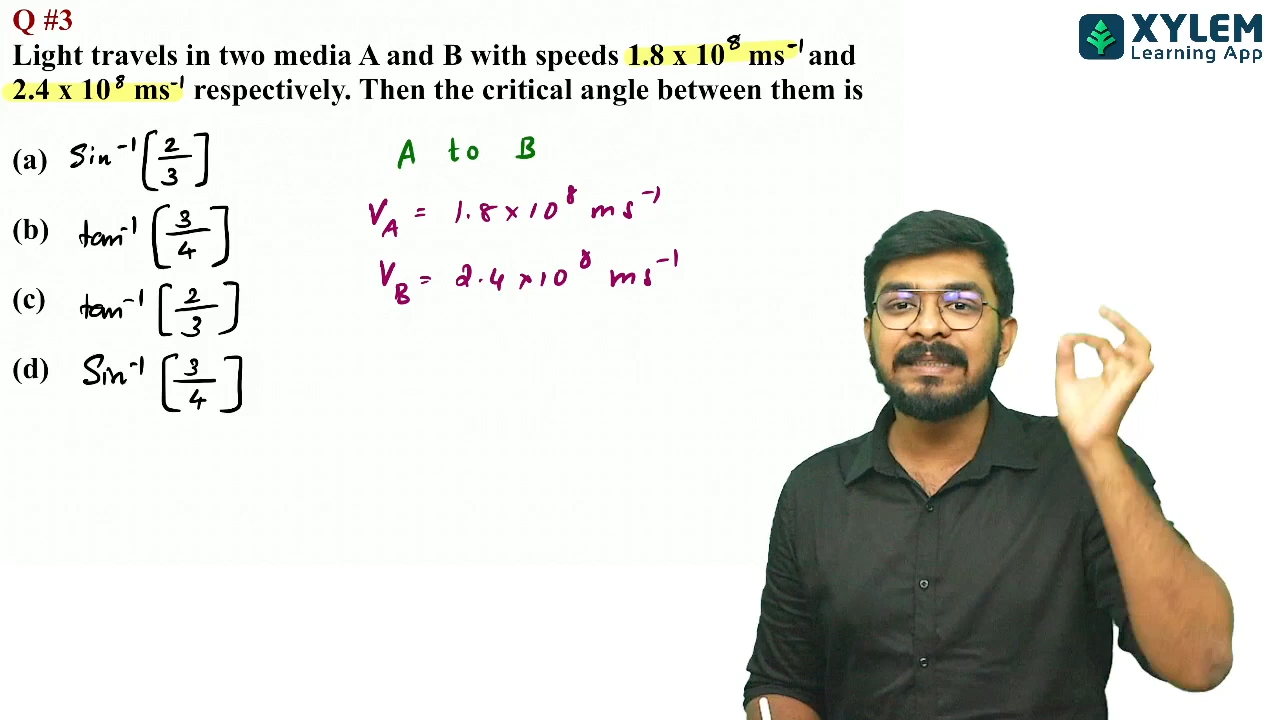 Q #3
XYLEM
Learning App
Light travels in two media A and B with speeds 1.8 x 10⁸ ms⁻¹ and
2.4 x 10⁸ ms⁻¹ respectively. Then the critical angle between them is
(a) Sin⁻¹ [2/3]
(b) tan⁻¹ [3/4]
(c) tan⁻¹ [2/3]
(d) Sin⁻¹ [3/4]
A to B
V_A = 1.8 × 10⁸ ms⁻¹
V_B = 2.4 × 10⁸ ms⁻¹